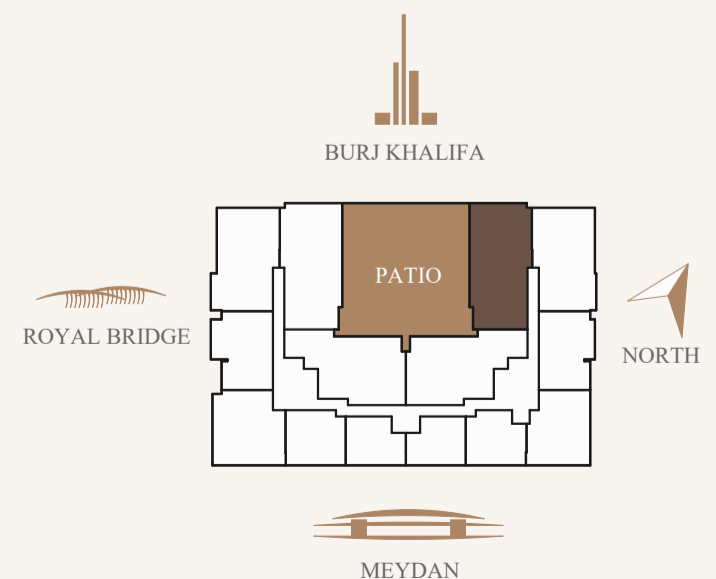 BURJ KHALIFA
PATIO
ROYAL BRIDGE
NORTH
MEYDAN